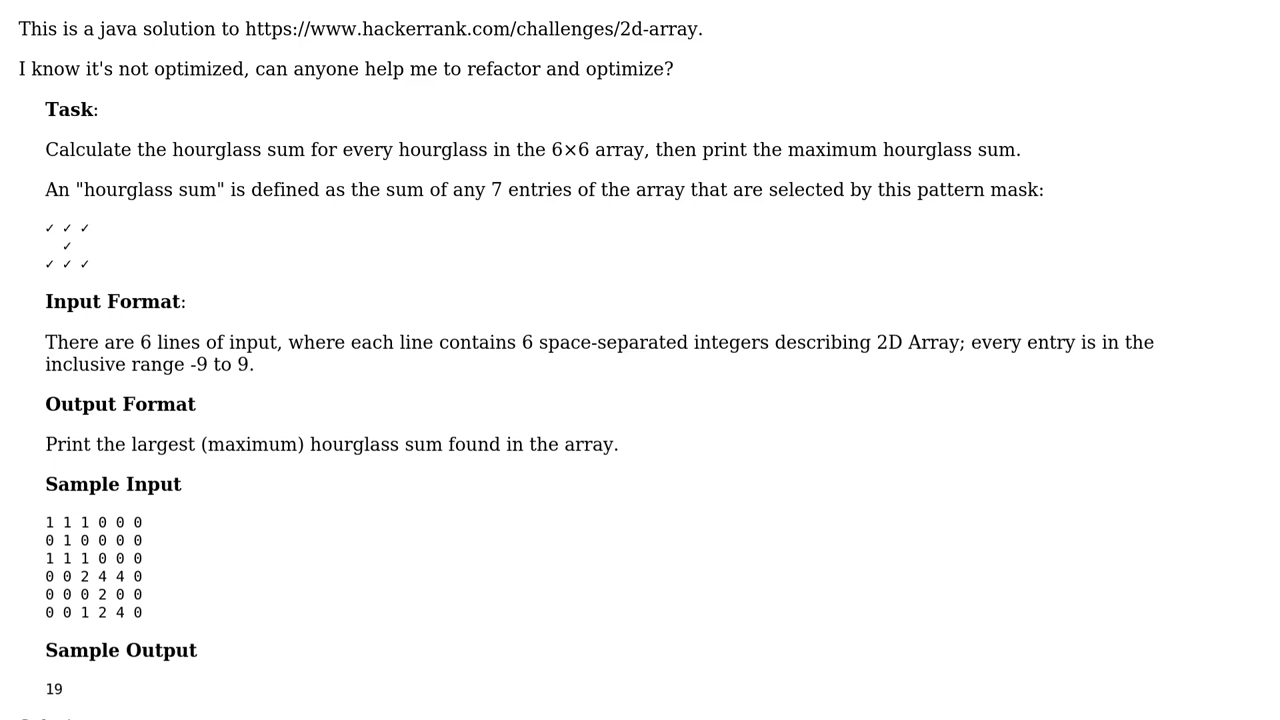 This is a java solution to https://www.hackerrank.com/challenges/2d-array.
I know it's not optimized, can anyone help me to refactor and optimize?
Task:
Calculate the hourglass sum for every hourglass in the 6×6 array, then print the maximum hourglass sum.
An "hourglass sum" is defined as the sum of any 7 entries of the array that are selected by this pattern mask:
✓ ✓ ✓
✓
✓ ✓ ✓
Input Format:
There are 6 lines of input, where each line contains 6 space-separated integers describing 2D Array; every entry is in the
inclusive range -9 to 9.
Output Format
Print the largest (maximum) hourglass sum found in the array.
Sample Input
1 1 1 0 0 0
0 1 0 0 0 0
1 1 1 0 0 0
0 0 2 4 4 0
0 0 0 2 0 0
0 0 1 2 4 0
Sample Output
19